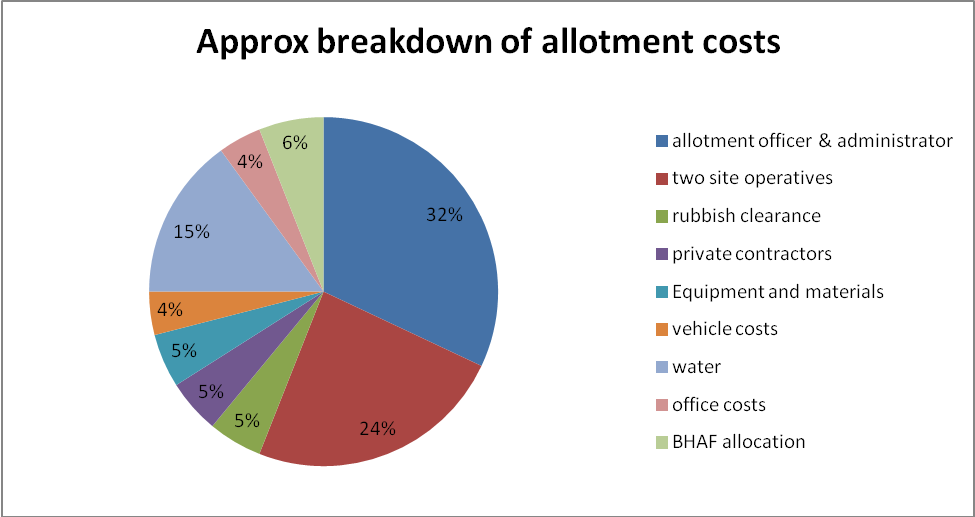 Approx breakdown of allotment costs
6%
4%
32%
15%
4%
5%
5%
5%
24%
allotment officer & administrator
two site operatives
rubbish clearance
private contractors
Equipment and materials
vehicle costs
water
office costs
BHAF allocation